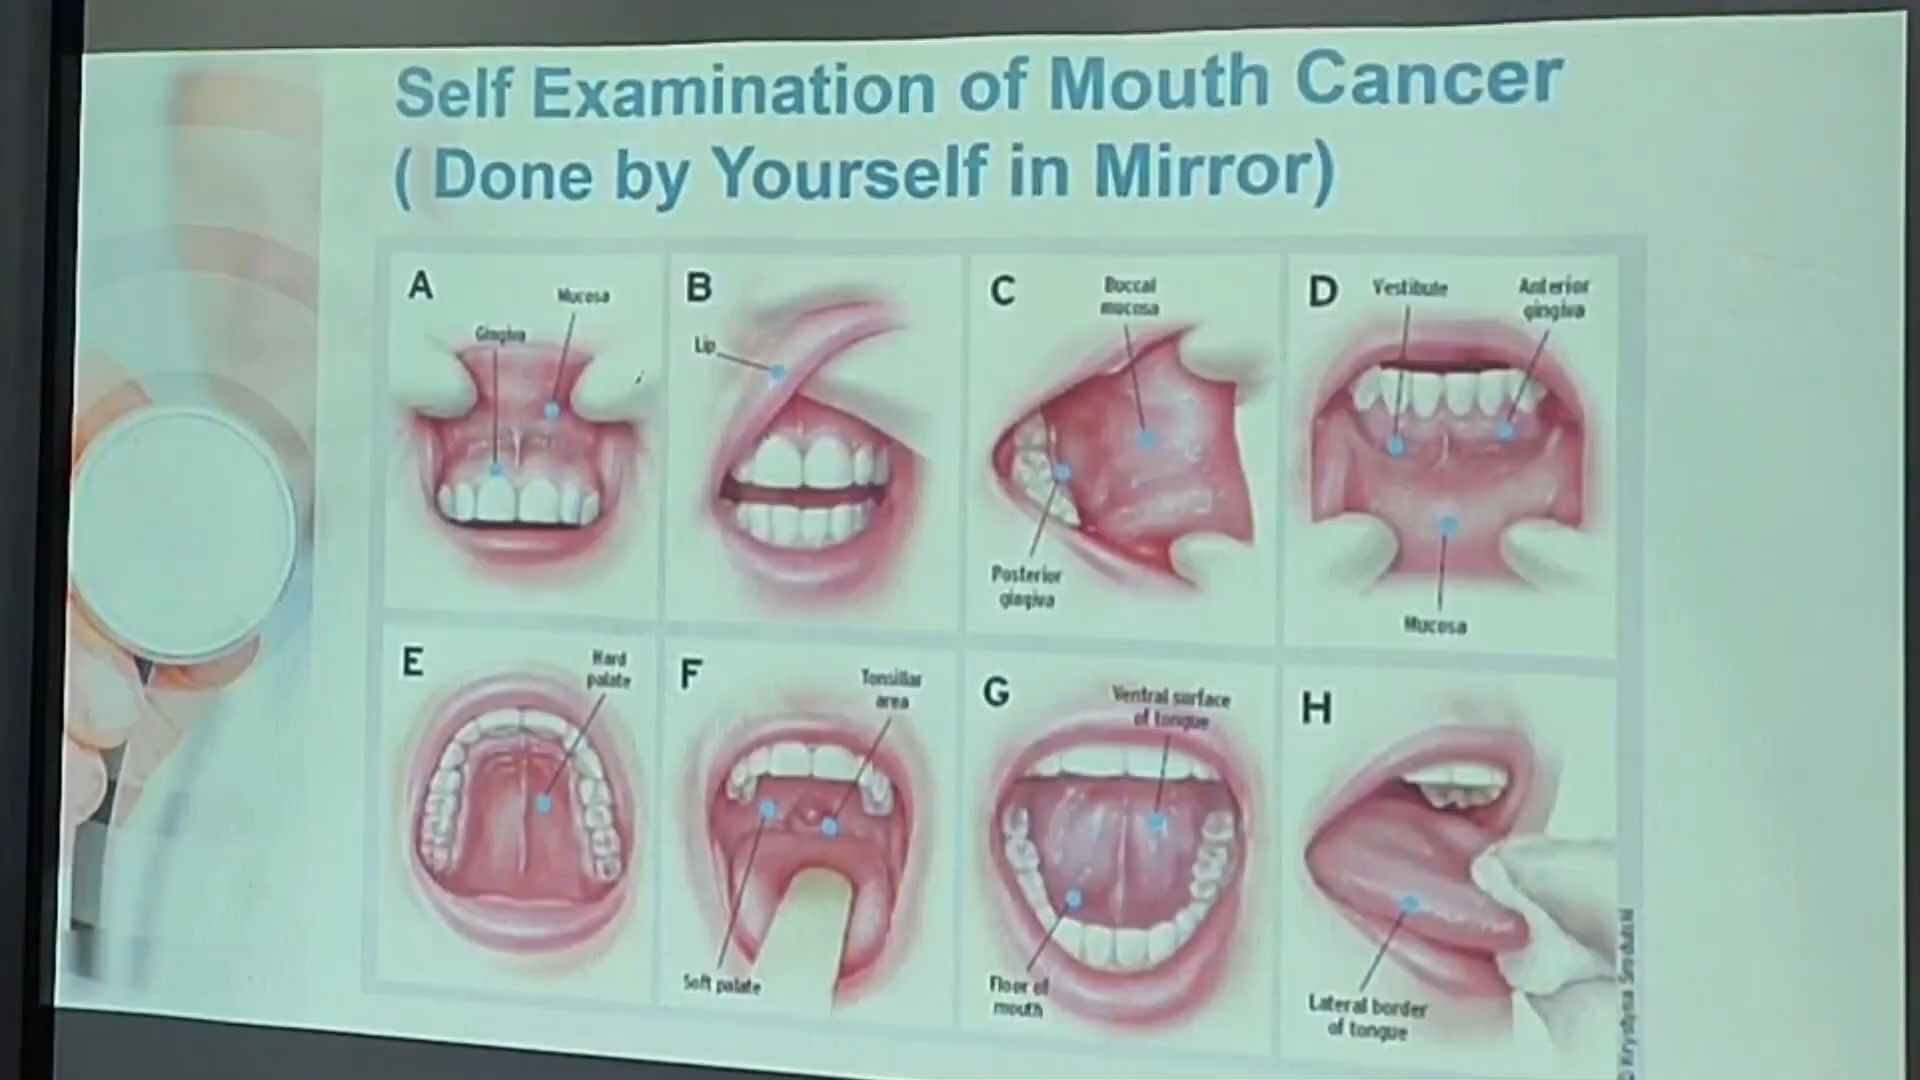 Self Examination of Mouth Cancer
( Done by Yourself in Mirror)
A
Mucosa
Gingiva
B
Lip
C
Buccal
mucosa
Posterior
gingiva
D
Vestibule
Anterior
gingiva
Mucosa
E
Hard
palate
F
Tonsillar
area
Soft palate
G
Ventral surface
of tongue
Floor of
mouth
H
Lateral border
of tongue